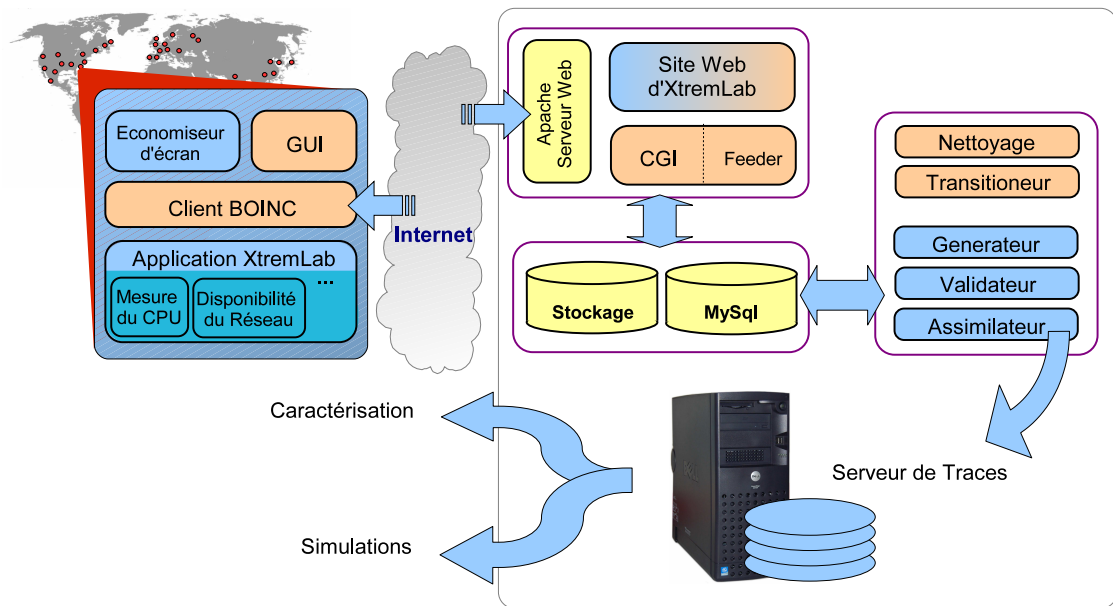 Economiseur
d'écran
GUI
Client BOINC
Application XtremLab
Mesure
du CPU
Disponibilité
du Réseau
...
Internet
Apache
Serveur Web
Site Web
d'XtremLab
CGI
Feeder
Stockage
MySql
Nettoyage
Transitioneur
Generateur
Validateur
Assimilateur
Caractérisation
Simulations
Serveur de Traces